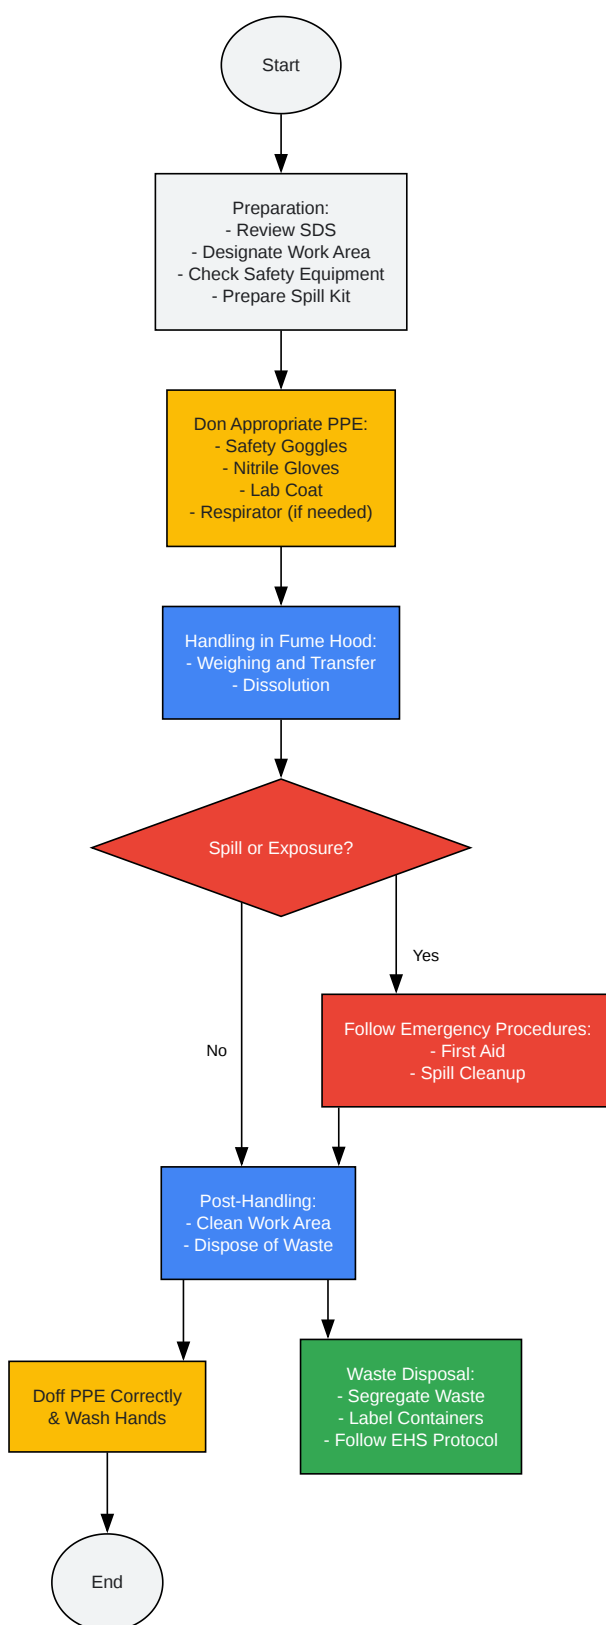 Start
Preparation:
- Review SDS
- Designate Work Area
- Check Safety Equipment
- Prepare Spill Kit
Don Appropriate PPE:
- Safety Goggles
- Nitrile Gloves
- Lab Coat
- Respirator (if needed)
Handling in Fume Hood:
- Weighing and Transfer
- Dissolution
Spill or Exposure?
Yes
Follow Emergency Procedures:
- First Aid
- Spill Cleanup
No
Post-Handling:
- Clean Work Area
- Dispose of Waste
Doff PPE Correctly
& Wash Hands
Waste Disposal:
- Segregate Waste
- Label Containers
- Follow EHS Protocol
End